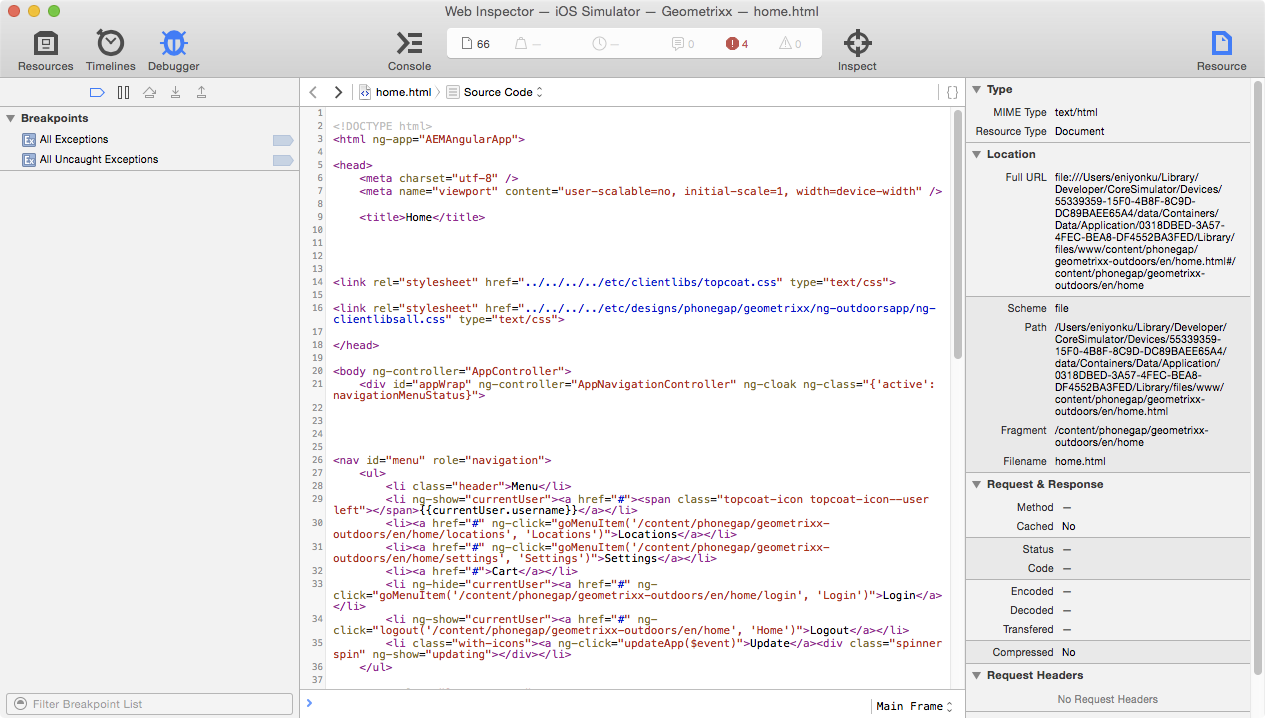 Web Inspector — iOS Simulator — Geometrixx — home.html
Resources Timelines Debugger Console 66 — — 0 4 0 Inspect Resource
home.html Source Code {}
Breakpoints
All Exceptions
All Uncaught Exceptions
Filter Breakpoint List
1
2 <!DOCTYPE html>
3 <html ng-app="AEMAngularApp">
4
5 <head>
6 <meta charset="utf-8" />
7 <meta name="viewport" content="user-scalable=no, initial-scale=1, width=device-width" />
8
9 <title>Home</title>
10
11
12
13
14 <link rel="stylesheet" href="../../../../etc/clientlibs/topcoat.css" type="text/css">
15
16 <link rel="stylesheet" href="../../../../etc/designs/phonegap/geometrixx/ng-outdoorsapp/ng-
clientlibsall.css" type="text/css">
17
18 </head>
19
20 <body ng-controller="AppController">
21 <div id="appWrap" ng-controller="AppNavigationController" ng-cloak ng-class="{'active':
navigationMenuStatus}">
22
23
24
25
26 <nav id="menu" role="navigation">
27 <ul>
28 <li class="header">Menu</li>
29 <li ng-show="currentUser"><a href="#"><span class="topcoat-icon topcoat-icon--user
left"></span>{{currentUser.username}}</a></li>
30 <li><a href="#" ng-click="goMenuItem('/content/phonegap/geometrixx-
outdoors/en/home/locations', 'Locations')">Locations</a></li>
31 <li><a href="#" ng-click="goMenuItem('/content/phonegap/geometrixx-
outdoors/en/home/settings', 'Settings')">Settings</a></li>
32 <li><a href="#">Cart</a></li>
33 <li ng-hide="currentUser"><a href="#" ng-
click="goMenuItem('/content/phonegap/geometrixx-outdoors/en/home/login', 'Login')">Login</a>
</li>
34 <li ng-show="currentUser"><a href="#" ng-
click="logout('/content/phonegap/geometrixx-outdoors/en/home', 'Home')">Logout</a></li>
35 <li class="with-icons"><a ng-click="updateApp($event)">Update</a><div class="spinner
spin" ng-show="updating"></div></li>
36 </ul>
37
Main Frame
Type
MIME Type text/html
Resource Type Document
Location
Full URL file:///Users/eniyonku/Library/
Developer/CoreSimulator/Devices/
55339359-15F0-4B8F-8C9D-
DC89BAEE65A4/data/Containers/
Data/Application/0318DBED-3A57-
4FEC-BEA8-DF4552BA3FED/Library/
files/www/content/phonegap/
geometrixx-outdoors/en/home.html#/
content/phonegap/geometrixx-
outdoors/en/home
Scheme file
Path /Users/eniyonku/Library/Developer/
CoreSimulator/Devices/55339359-
15F0-4B8F-8C9D-DC89BAEE65A4/
data/Containers/Data/Application/
0318DBED-3A57-4FEC-BEA8-
DF4552BA3FED/Library/files/www/
content/phonegap/geometrixx-
outdoors/en/home.html
Fragment /content/phonegap/geometrixx-
outdoors/en/home
Filename home.html
Request & Response
Method —
Cached No
Status —
Code —
Encoded —
Decoded —
Transfered —
Compressed No
Request Headers
No Request Headers